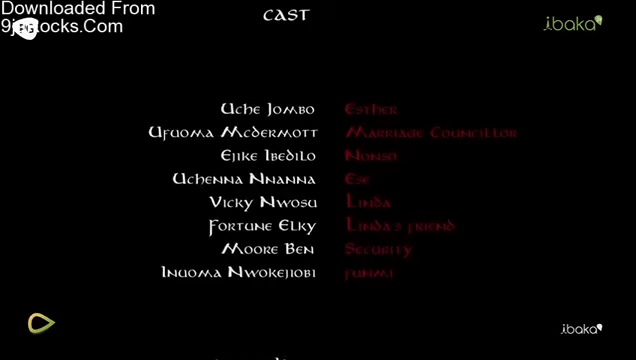 Downloaded From
9jaRocks.Com
CAST
ibaka
Uche Jombo Esther
Ufuoma McDermott Marriage Councillor
Ejike Ibedilo Nonso
Uchenna Nnanna Ese
Vicky Nwosu Linda
Fortune Elky Linda's friend
Moore Ben Security
Inuoma Nwokejiobi Funmi
ibaka